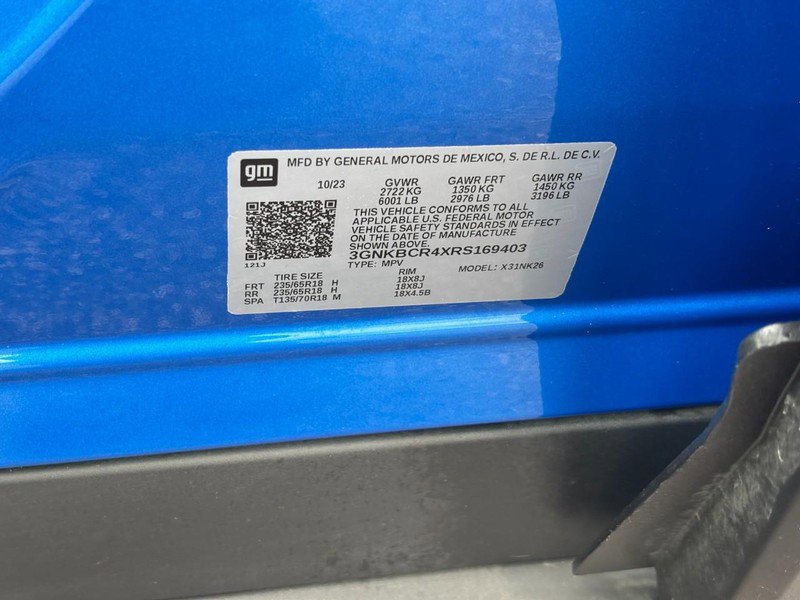 gm MFD BY GENERAL MOTORS DE MEXICO, S. DE R.L. DE C.V.
10/23 GVWR GAWR FRT GAWR RR
2722 KG 1350 KG 1450 KG
6001 LB 2976 LB 3196 LB
THIS VEHICLE CONFORMS TO ALL
APPLICABLE U.S. FEDERAL MOTOR
VEHICLE SAFETY STANDARDS IN EFFECT
ON THE DATE OF MANUFACTURE
SHOWN ABOVE.
3GNKBCR4XRS169403
121J TYPE: MPV MODEL: X31NK26
TIRE SIZE RIM
FRT 235/65R18 H 18X8J
RR 235/65R18 H 18X8J
SPA T135/70R18 M 18X4.5B